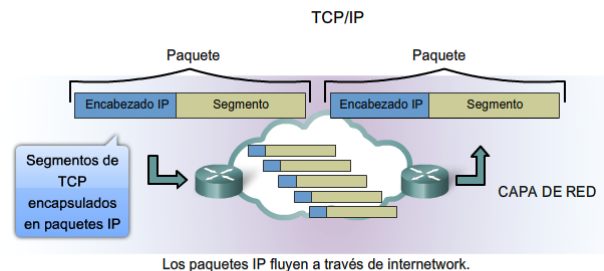 TCP/IP
Paquete
Paquete
Encabezado IP
Segmento
Encabezado IP
Segmento
Segmentos de
TCP
encapsulados
en paquetes IP
CAPA DE RED
Los paquetes IP fluyen a través de internetwork.